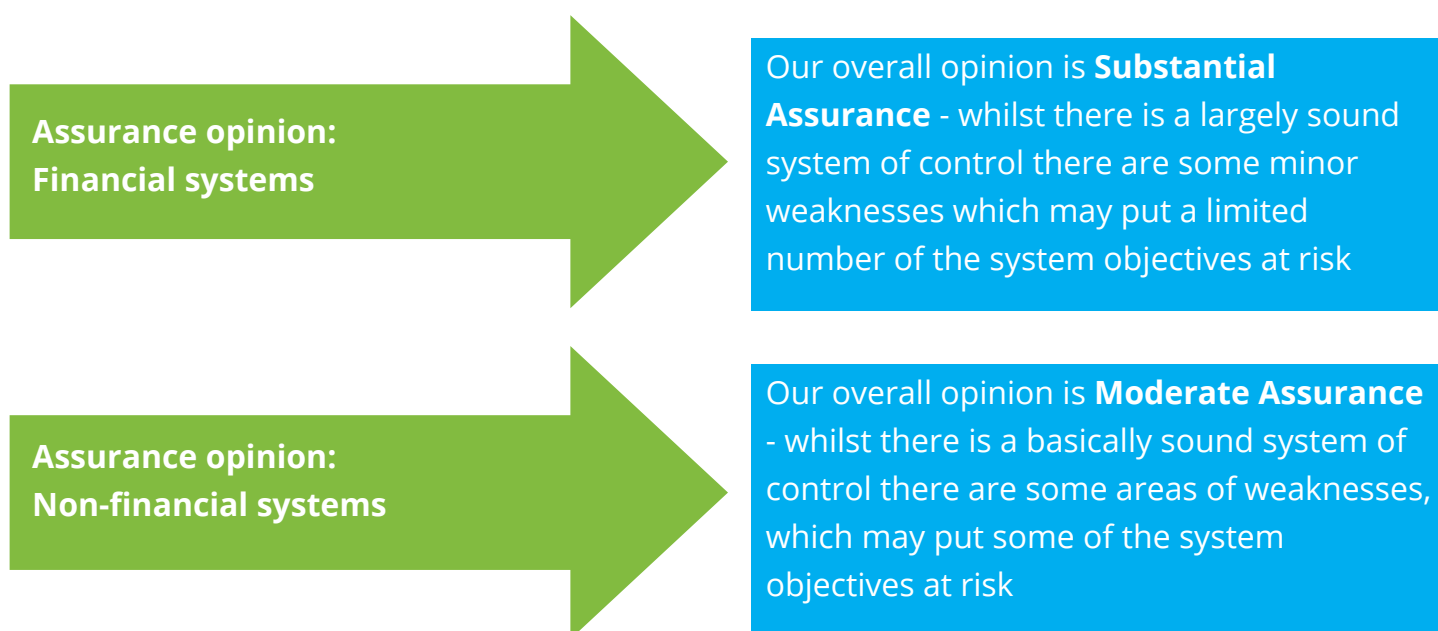 Assurance opinion:
Financial systems
Our overall opinion is Substantial
Assurance - whilst there is a largely sound
system of control there are some minor
weaknesses which may put a limited
number of the system objectives at risk
Assurance opinion:
Non-financial systems
Our overall opinion is Moderate Assurance
- whilst there is a basically sound system of
control there are some areas of weaknesses,
which may put some of the system
objectives at risk